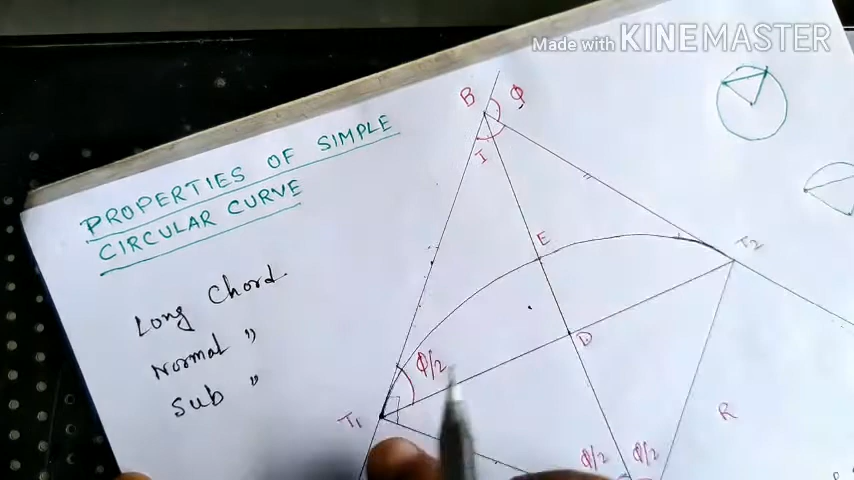 Made with KINEMASTER
PROPERTIES OF SIMPLE
CIRCULAR CURVE
Long Chord
Normal "
Sub "
B
Φ
I
E
T2
D
Φ/2
T1
R
Φ/2
Φ/2